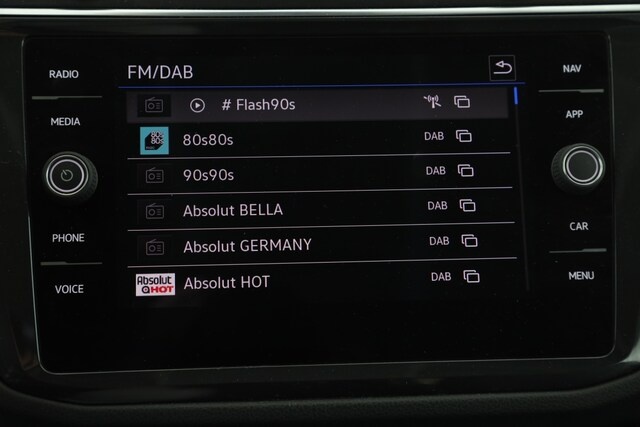 RADIO
MEDIA
PHONE
VOICE
FM/DAB
# Flash90s
80s80s DAB
90s90s DAB
Absolut BELLA DAB
Absolut GERMANY DAB
Absolut HOT
Absolut HOT DAB
NAV
APP
CAR
MENU